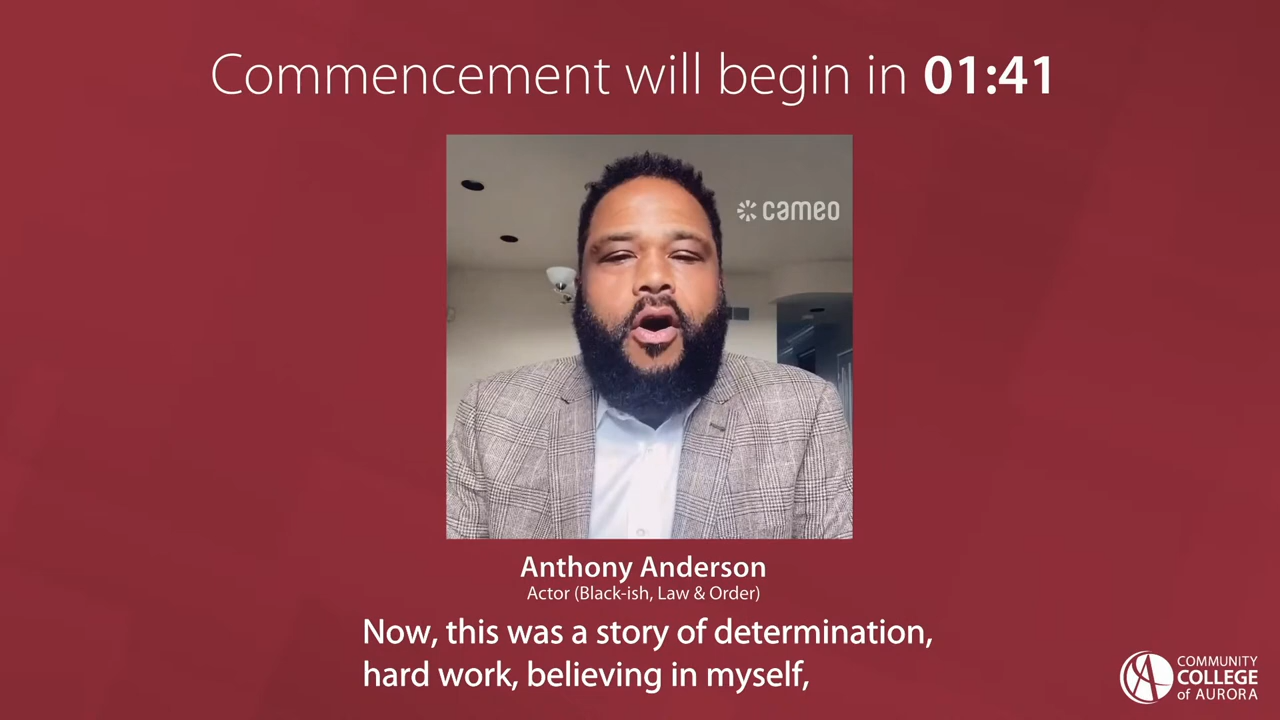 Commencement will begin in 01:41
cameo
Anthony Anderson
Actor (Black-ish, Law & Order)
Now, this was a story of determination,
hard work, believing in myself,
COMMUNITY
COLLEGE
of AURORA